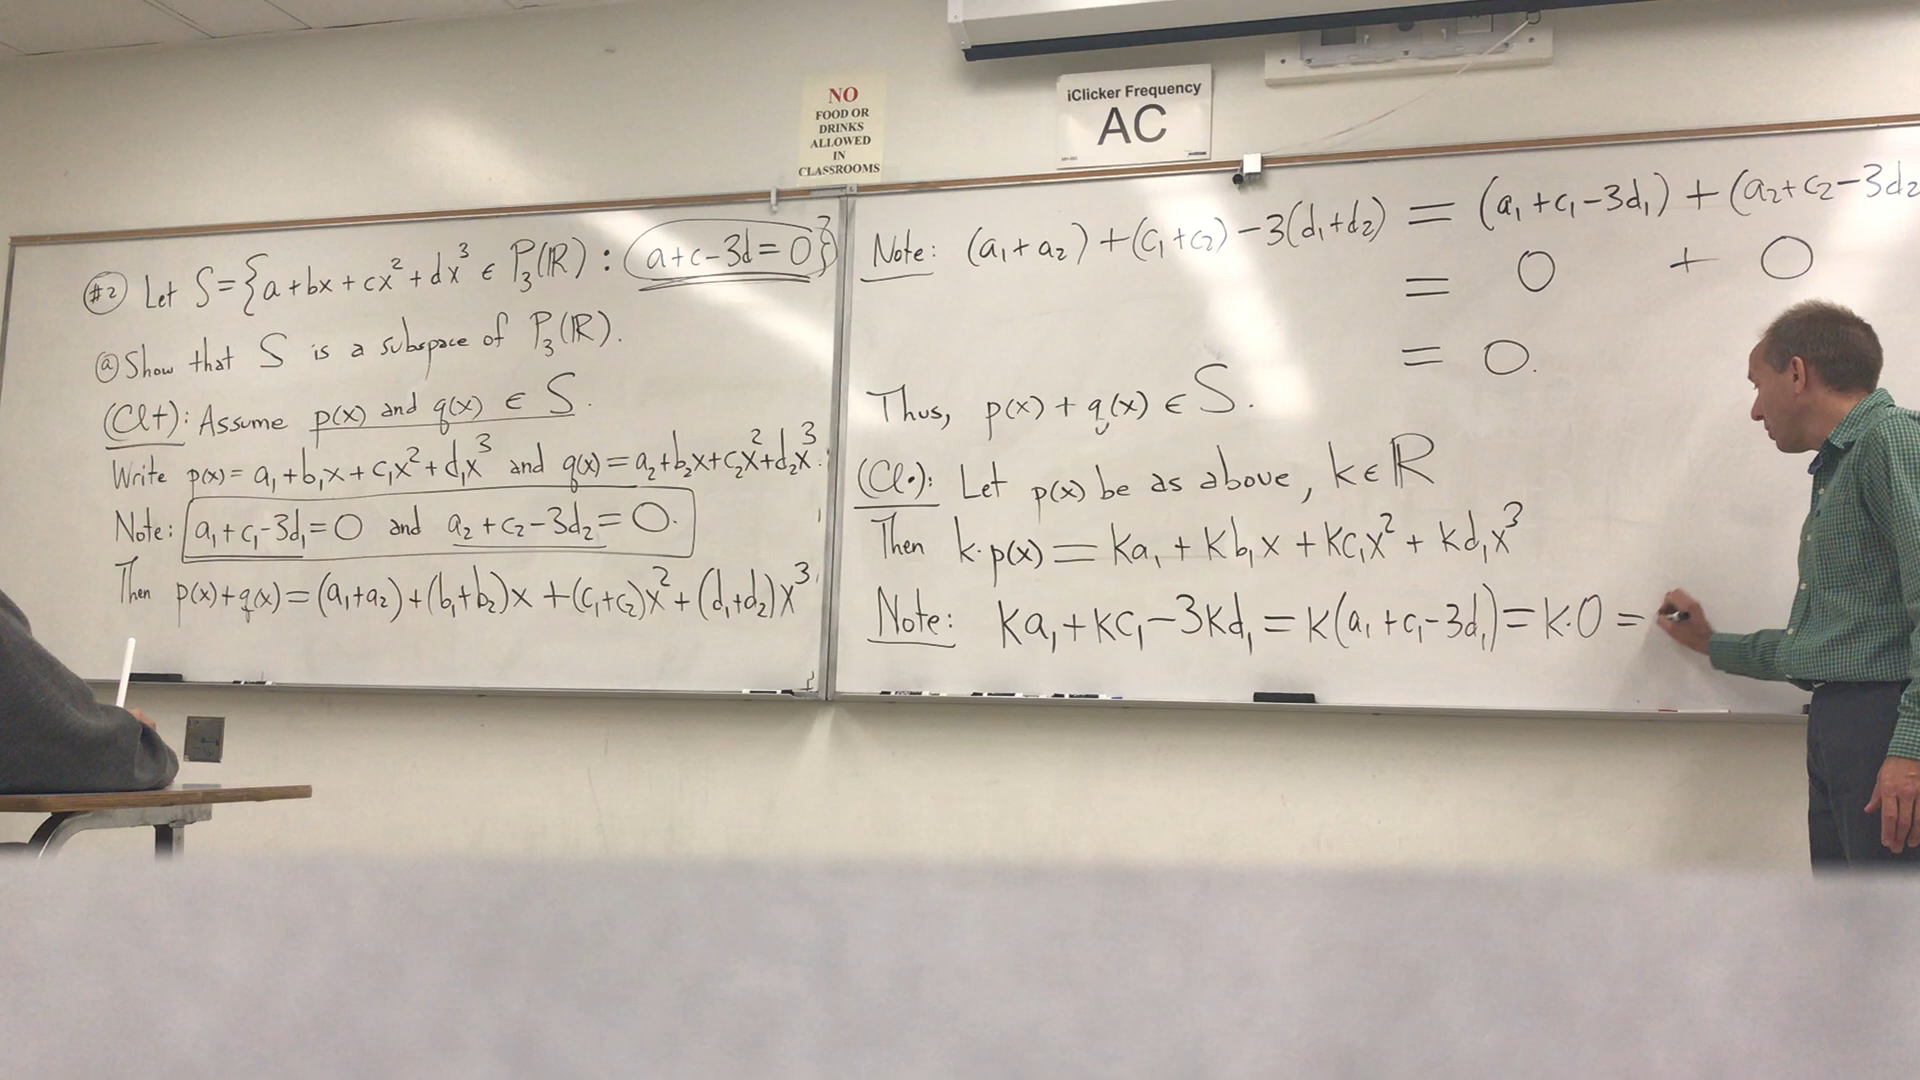 NO
FOOD OR
DRINKS
ALLOWED
IN
CLASSROOMS
iClicker Frequency
AC
#2 Let S={a+bx+cx²+dx³ ∈ P₃(ℝ) : a+c-3d=0}
ⓐ Show that S is a subspace of P₃(ℝ).
(Cl+): Assume p(x) and q(x) ∈ S.
Write p(x)=a₁+b₁x+c₁x²+d₁x³ and q(x)=a₂+b₂x+c₂x²+d₂x³.
Note: a₁+c₁-3d₁=0 and a₂+c₂-3d₂=0.
Then p(x)+q(x)=(a₁+a₂)+(b₁+b₂)x+(c₁+c₂)x²+(d₁+d₂)x³.
Note: (a₁+a₂)+(c₁+c₂)-3(d₁+d₂) = (a₁+c₁-3d₁)+(a₂+c₂-3d₂
= 0 + 0
= 0.
Thus, p(x)+q(x) ∈ S.
(Cl·): Let p(x) be as above, k∈ℝ
Then k·p(x) = ka₁+kb₁x+kc₁x²+kd₁x³
Note: ka₁+kc₁-3kd₁=k(a₁+c₁-3d₁)=k·0=